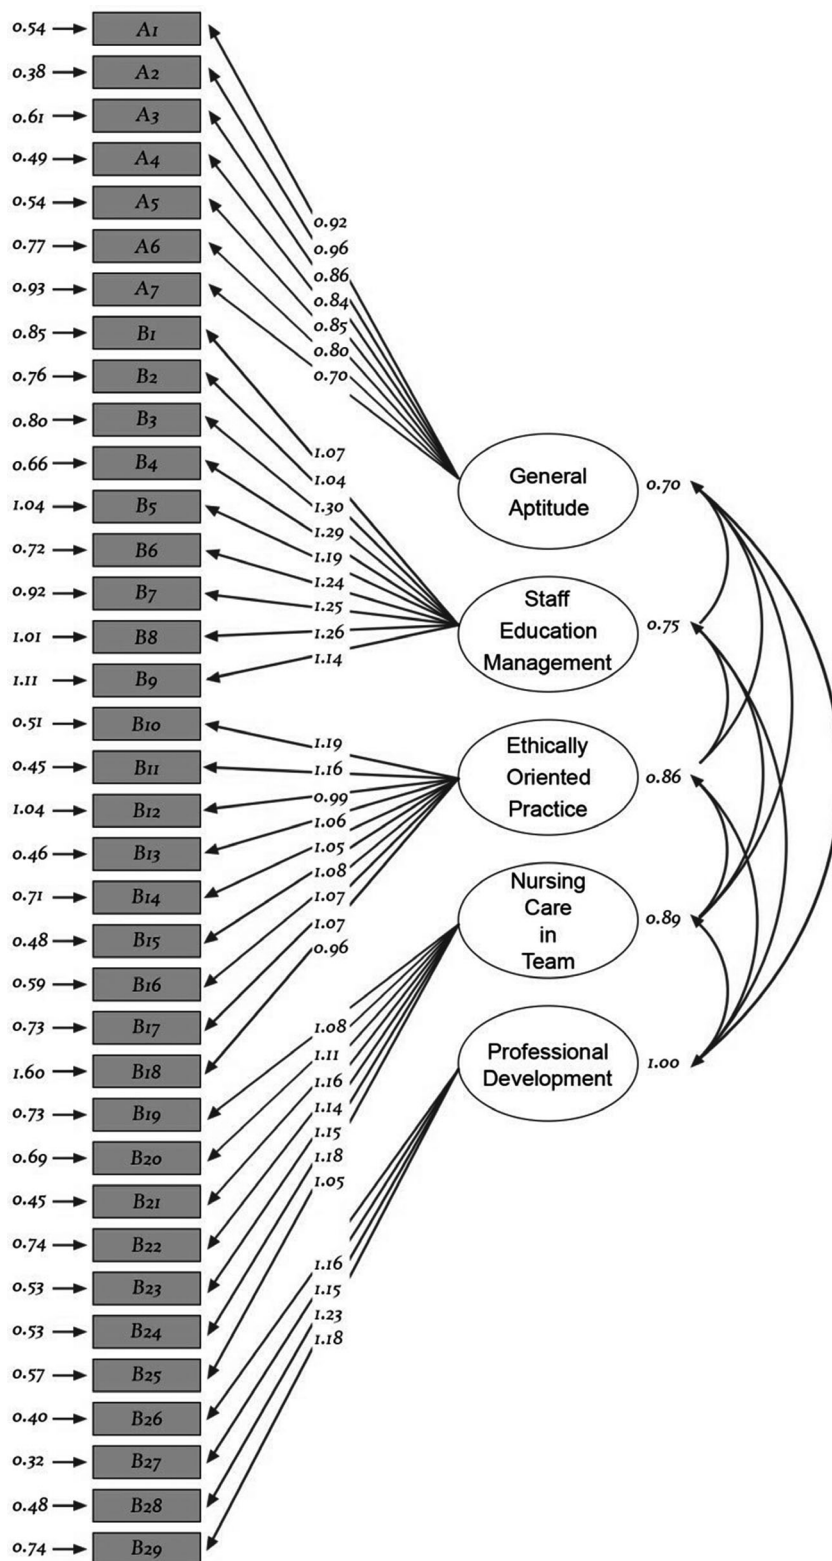 0.54 A1
0.38 A2
0.61 A3
0.49 A4
0.54 A5
0.77 A6
0.93 A7
0.85 B1
0.76 B2
0.80 B3
0.66 B4
1.04 B5
0.72 B6
0.92 B7
1.01 B8
1.11 B9
0.51 B10
0.45 B11
1.04 B12
0.46 B13
0.71 B14
0.48 B15
0.59 B16
0.73 B17
1.60 B18
0.73 B19
0.69 B20
0.45 B21
0.74 B22
0.53 B23
0.53 B24
0.57 B25
0.40 B26
0.32 B27
0.48 B28
0.74 B29
0.92
0.96
0.86
0.84
0.85
0.80
0.70
1.07
1.04
1.30
1.29
1.19
1.24
1.25
1.26
1.14
1.19
1.16
0.99
1.06
1.05
1.08
1.07
1.07
0.96
1.08
1.11
1.16
1.14
1.15
1.18
1.05
1.16
1.15
1.23
1.18
General
Aptitude
0.70
Staff
Education
Management
0.75
Ethically
Oriented
Practice
0.86
Nursing
Care
in
Team
0.89
Professional
Development
1.00